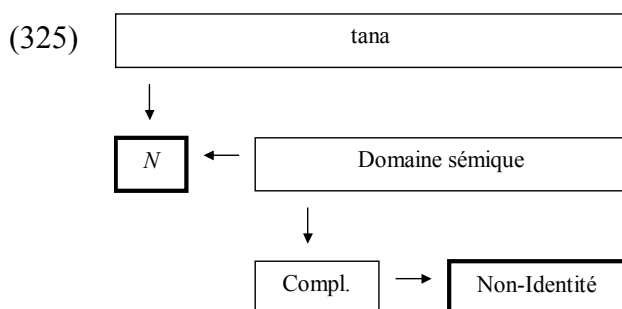 (325) tana
N Domaine sémique
Compl. Non-Identité